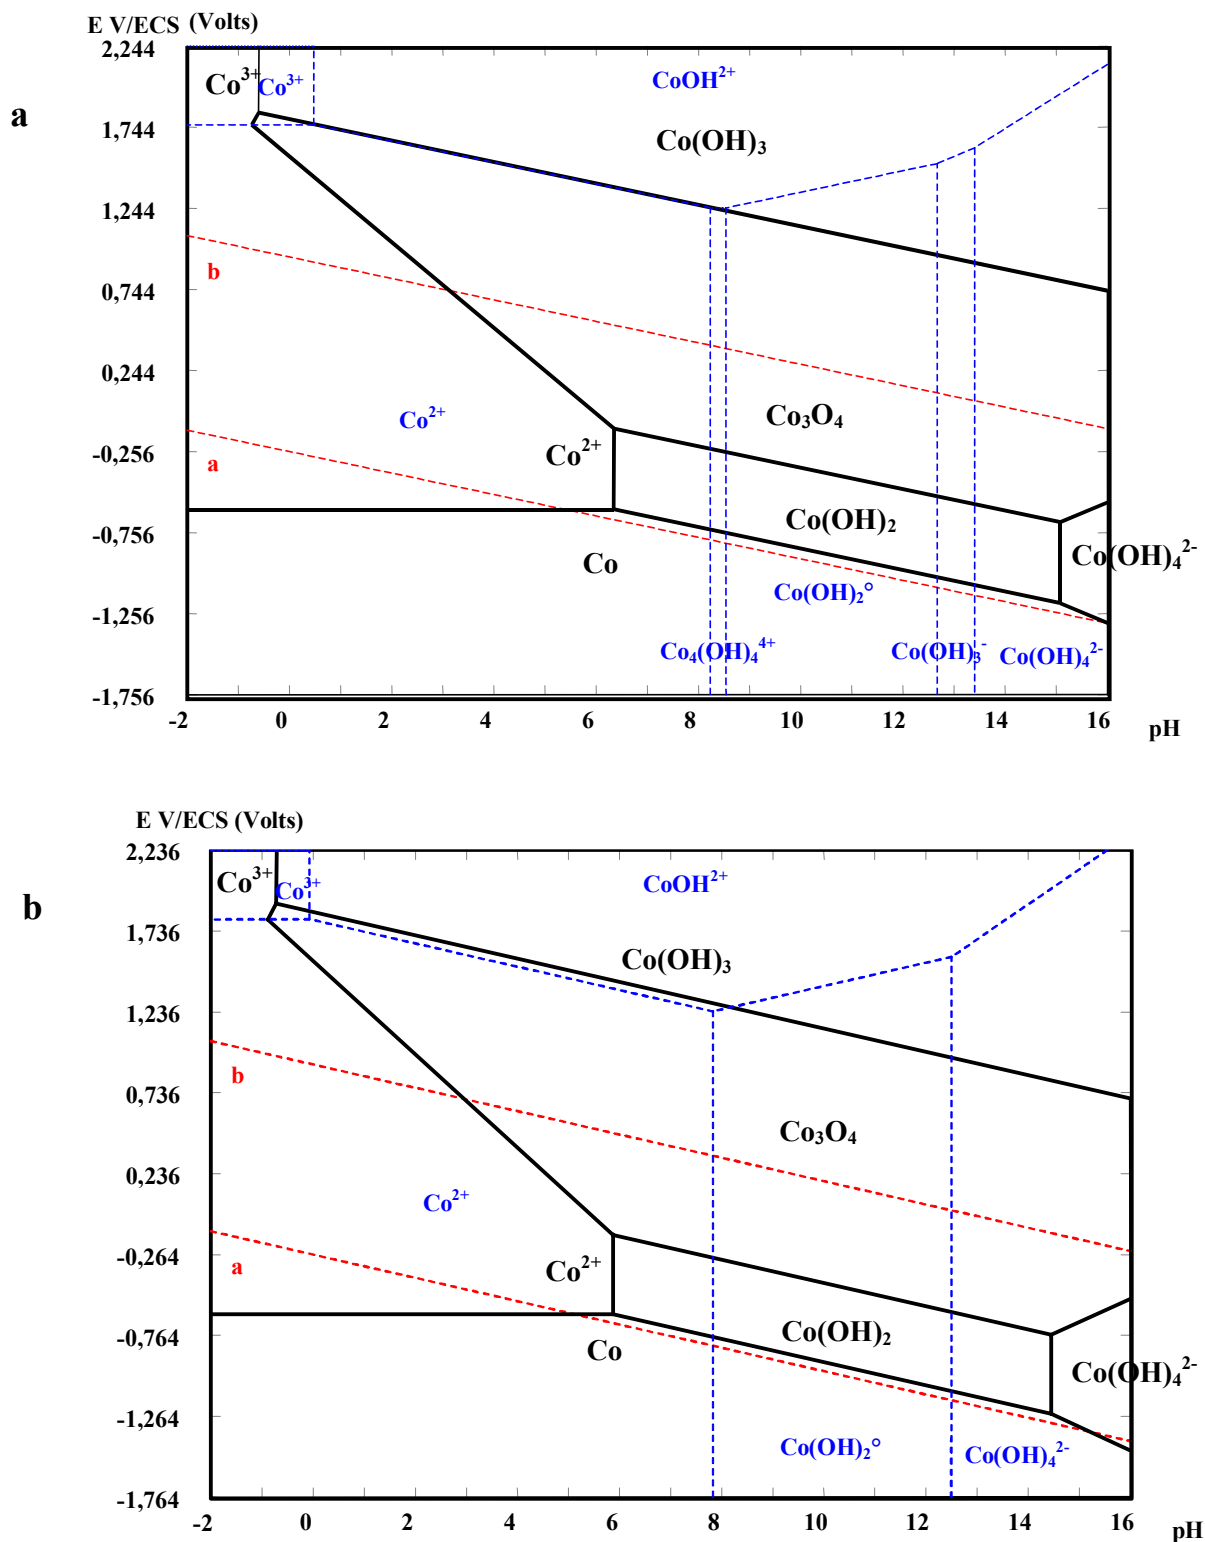 E V/ECS (Volts)
2,244
Co³⁺
Co³⁺
CoOH²⁺
a
1,744
Co(OH)₃
1,244
b
0,744
0,244
Co₃O₄
Co²⁺
-0,256
Co²⁺
a
-0,756
Co(OH)₂
Co(OH)₄²⁻
Co
Co(OH)₂°
-1,256
Co₄(OH)₄⁴⁺
Co(OH)₃⁻
Co(OH)₄²⁻
-1,756
-2 0 2 4 6 8 10 12 14 16
pH
E V/ECS (Volts)
2,236
Co³⁺
Co³⁺
CoOH²⁺
b
1,736
Co(OH)₃
1,236
b
0,736
Co₃O₄
0,236
Co²⁺
-0,264
Co²⁺
a
-0,764
Co(OH)₂
Co
Co(OH)₄²⁻
-1,264
Co(OH)₂°
Co(OH)₄²⁻
-1,764
-2 0 2 4 6 8 10 12 14 16
pH